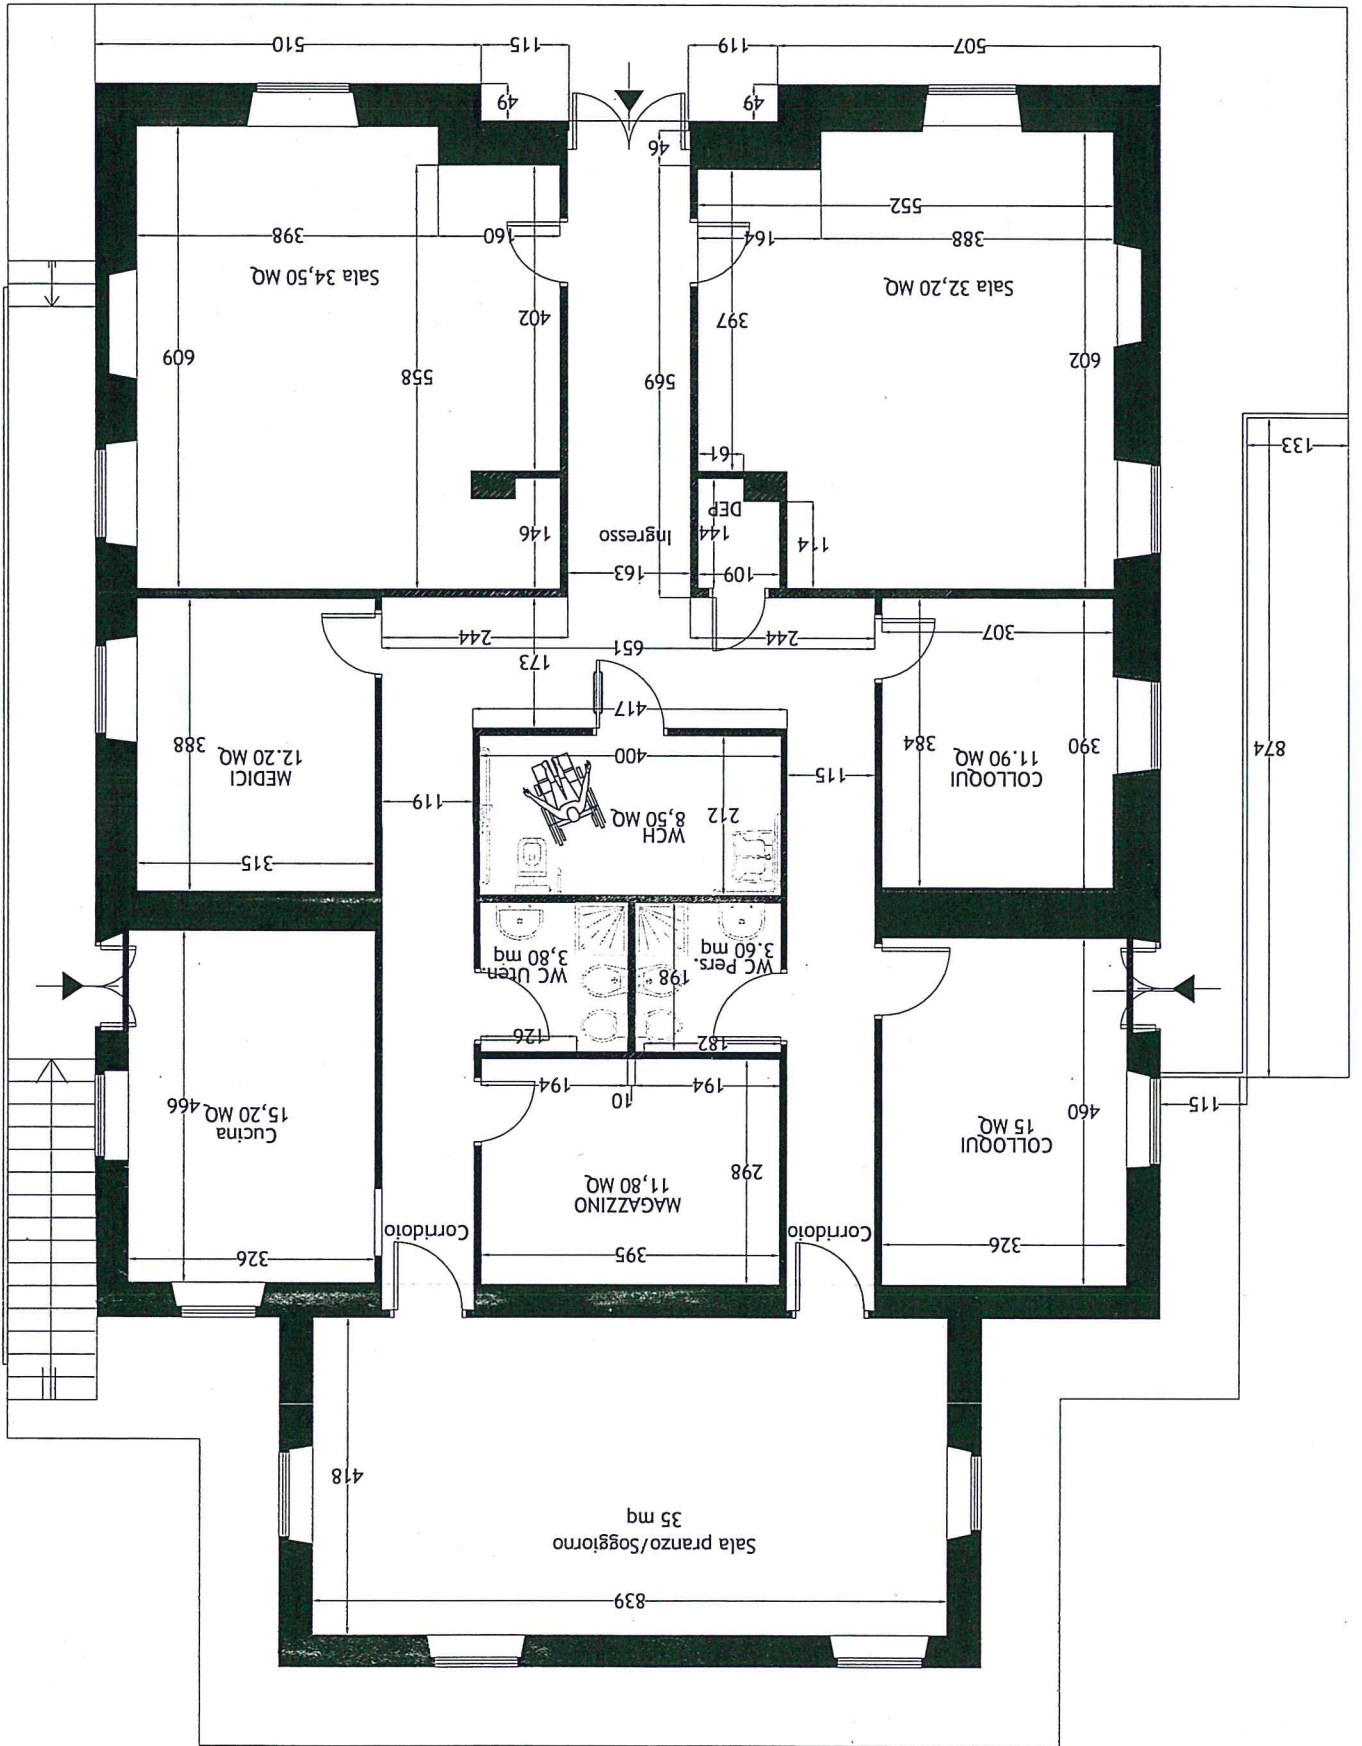 839
Sala pranzo/Soggiorno
35 mq
418
326
395
326
Corridoio
Corridoio
MAGAZZINO
11,80 MQ
298
COLLOQUI
15 MQ
460
115
Cucina
15,20 MQ
466
194
10
194
182
126
WC Pers.
3.60 mq
198
WC Uten.
3,80 mq
315
WCH
8,50 MQ
212
119
115
400
COLLOQUI
11.90 MQ
390
384
MEDICI
12.20 MQ
388
874
417
173
651
307
244
244
109
163
Ingresso
114
144
DEP
146
61
133
602
397
569
558
402
609
Sala 32,20 MQ
Sala 34,50 MQ
388
164
160
398
552
46
49
49
507
119
115
510